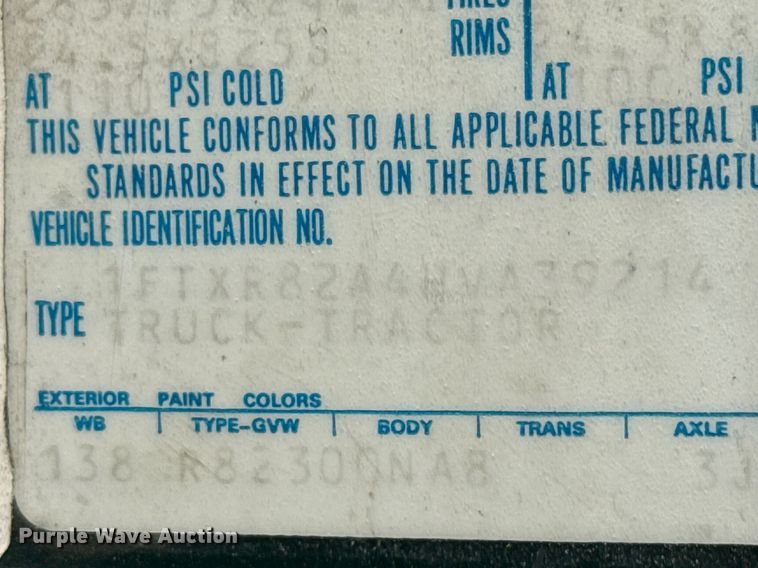 RIMS
AT 110 PSI COLD AT 100 PSI
THIS VEHICLE CONFORMS TO ALL APPLICABLE FEDERAL
STANDARDS IN EFFECT ON THE DATE OF
VEHICLE IDENTIFICATION NO.
1FTXR82A4HVA39214
TYPE TRUCK-TRACTOR
EXTERIOR PAINT COLORS
WB TYPE-GVW BODY TRANS AXLE
138 R82300NA8
Purple Wave Auction